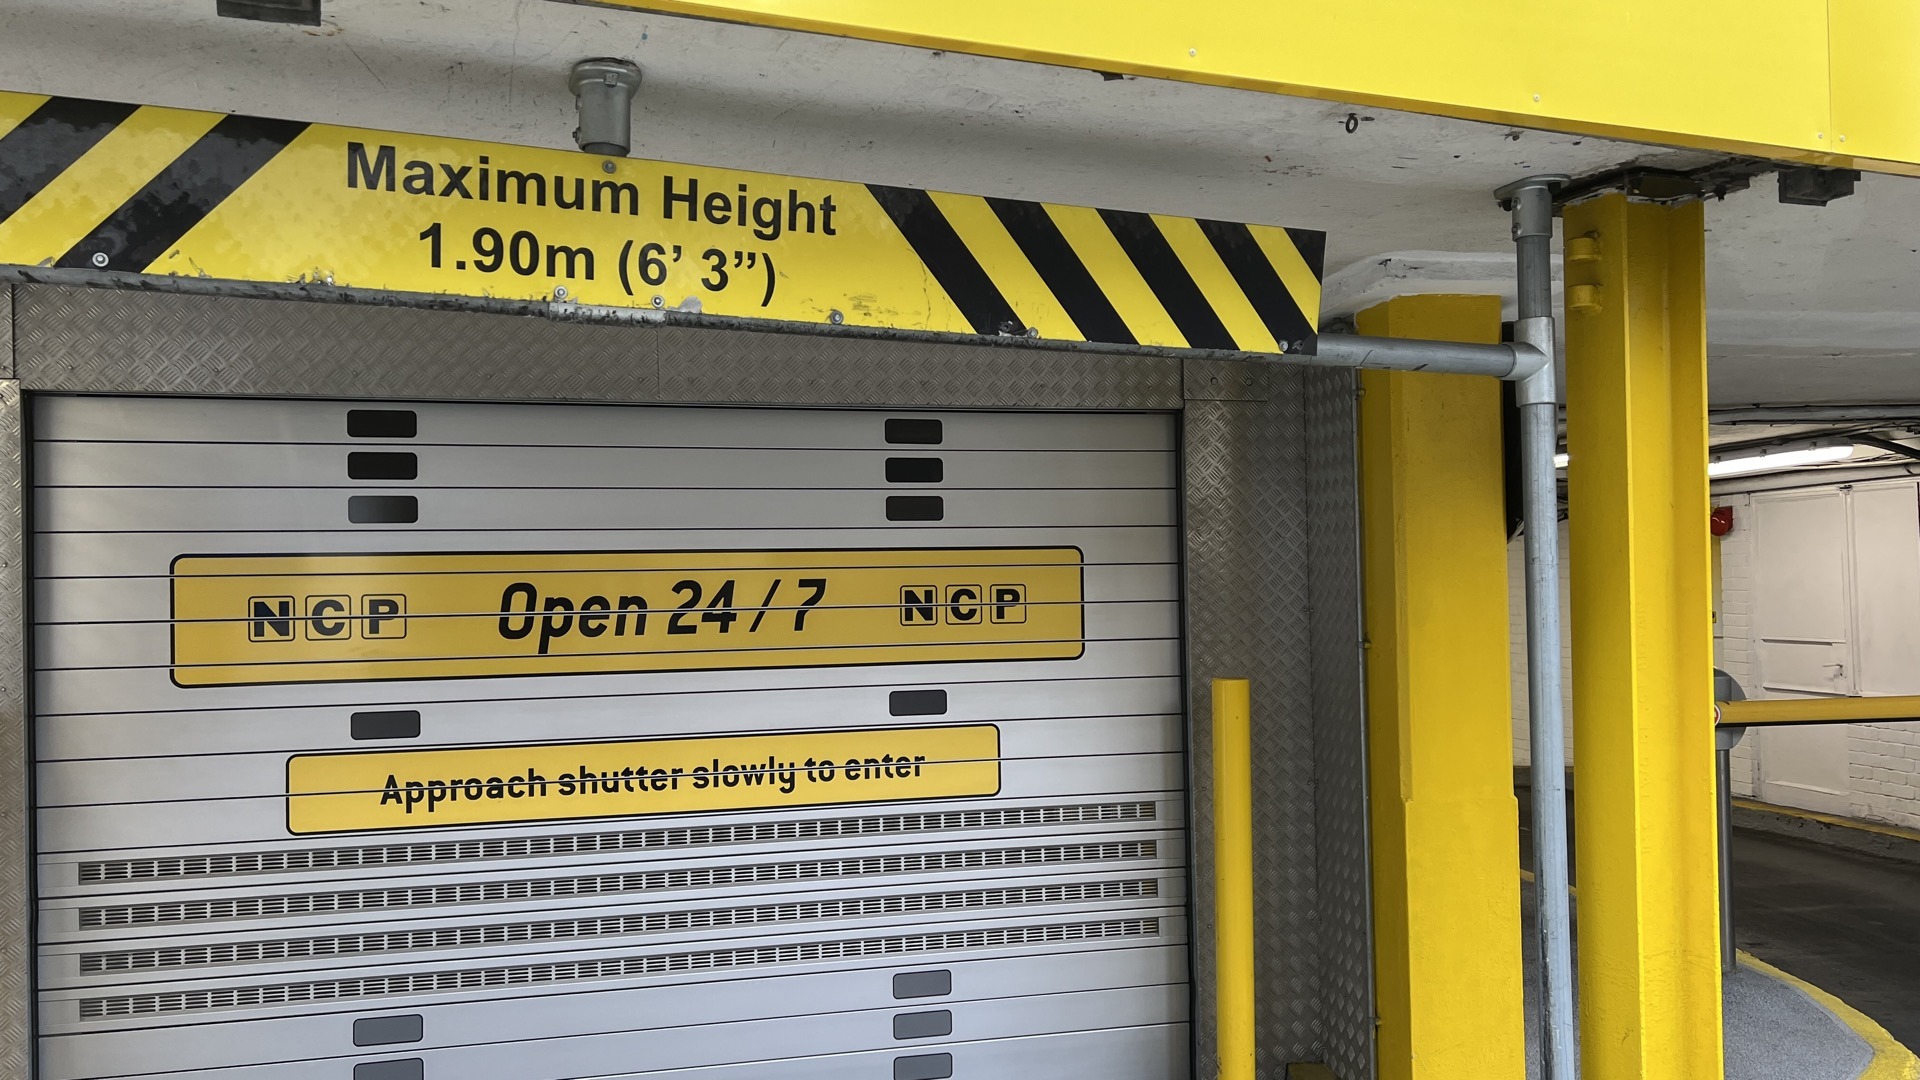 Maximum Height
1.90m (6’ 3”)
NCP Open 24/7 NCP
Approach shutter slowly to enter